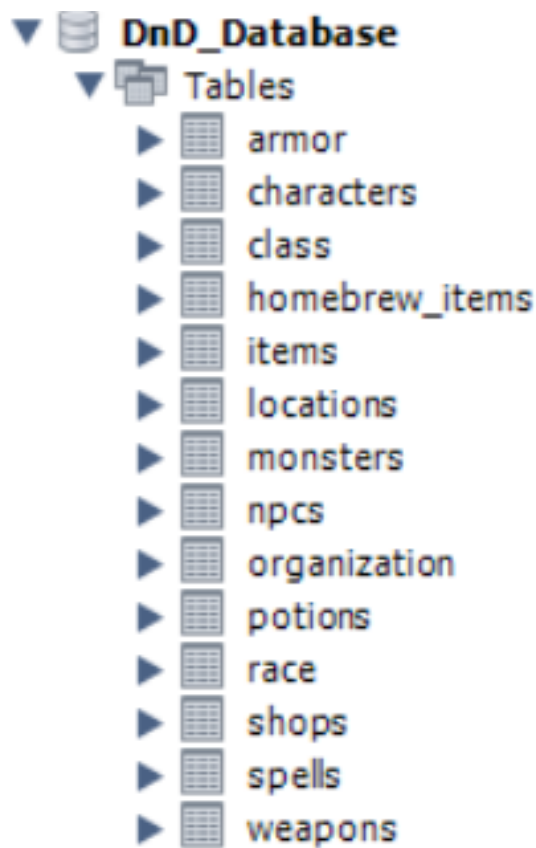 DnD_Database
Tables
armor
characters
class
homebrew_items
items
locations
monsters
npcs
organization
potions
race
shops
spells
weapons